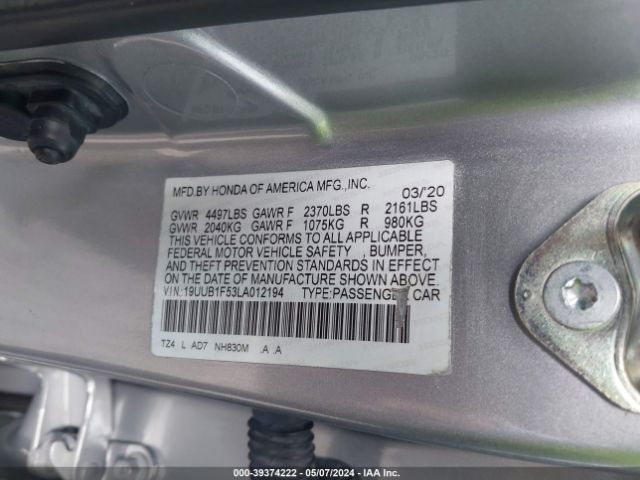 MFD.BY HONDA OF AMERICA MFG.,INC. 03/'20
GVWR 4497LBS GAWR F 2370LBS R 2161LBS
GVWR 2040KG GAWR F 1075KG R 980KG
THIS VEHICLE CONFORMS TO ALL APPLICABLE
FEDERAL MOTOR VEHICLE SAFETY , BUMPER,
AND THEFT PREVENTION STANDARDS IN EFFECT
ON THE DATE OF MANUFACTURE SHOWN ABOVE.
VIN:19UUB1F53LA012194 TYPE:PASSENGER CAR
TZ4 L AD7 NH830M .A .A
000-39374222 - 05/07/2024 - IAA Inc.